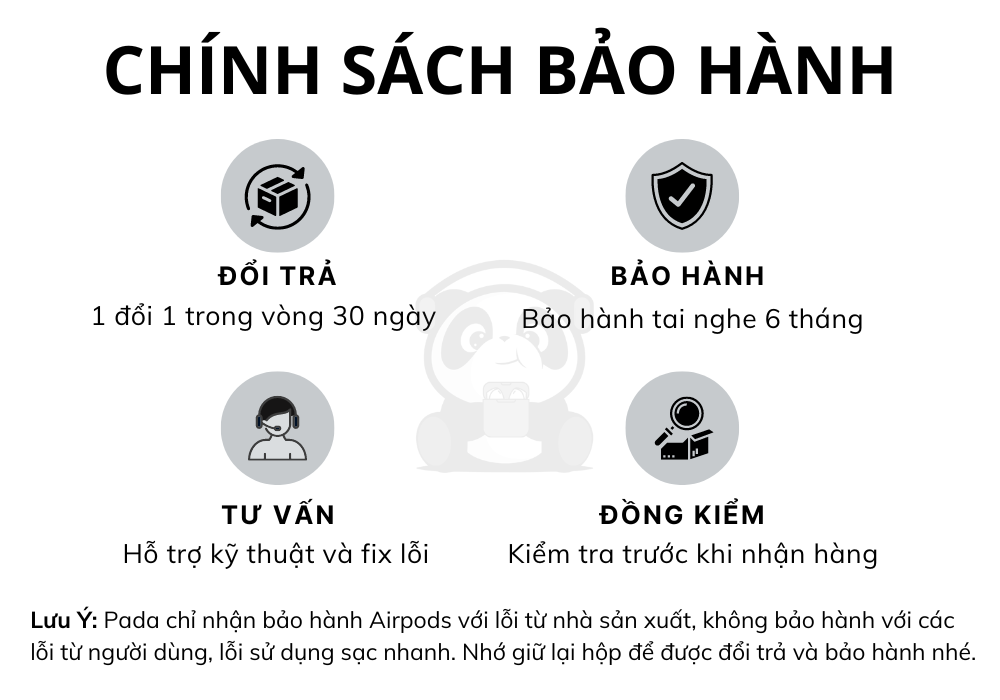 CHÍNH SÁCH BẢO HÀNH
ĐỔI TRẢ
1 đổi 1 trong vòng 30 ngày
BẢO HÀNH
Bảo hành tai nghe 6 tháng
TƯ VẤN
Hỗ trợ kỹ thuật và fix lỗi
ĐỒNG KIỂM
Kiểm tra trước khi nhận hàng
Lưu Ý: Pada chỉ nhận bảo hành Airpods với lỗi từ nhà sản xuất, không bảo hành với các
lỗi từ người dùng, lỗi sử dụng sạc nhanh. Nhớ giữ lại hộp để được đổi trả và bảo hành nhé.